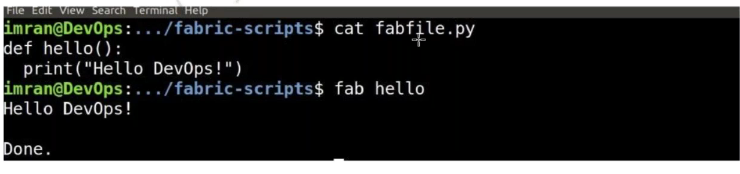 File Edit View Search Terminal Help
imran@DevOps:.../fabric-scripts$ cat fabfile.py
def hello():
  print("Hello DevOps!")
imran@DevOps:.../fabric-scripts$ fab hello
Hello DevOps!
Done.